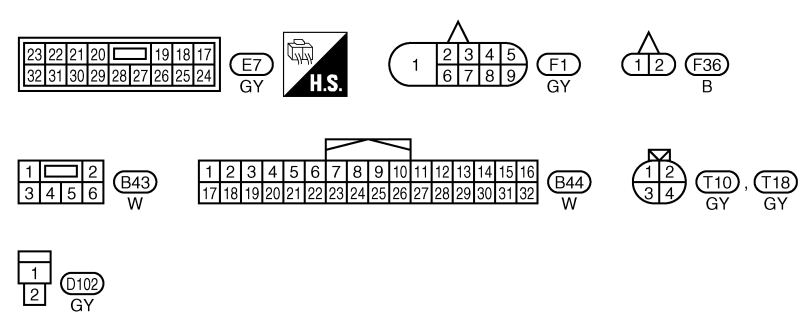 23 22 21 20 19 18 17
32 31 30 29 28 27 26 25 24
E7
GY
H.S.
1
2 3 4 5
6 7 8 9
F1
GY
1 2
F36
B
1 2
3 4 5 6
B43
W
1 2 3 4 5 6 7 8 9 10 11 12 13 14 15 16
17 18 19 20 21 22 23 24 25 26 27 28 29 30 31 32
B44
W
1 2
3 4
T10 , T18
GY GY
1
2
D102
GY